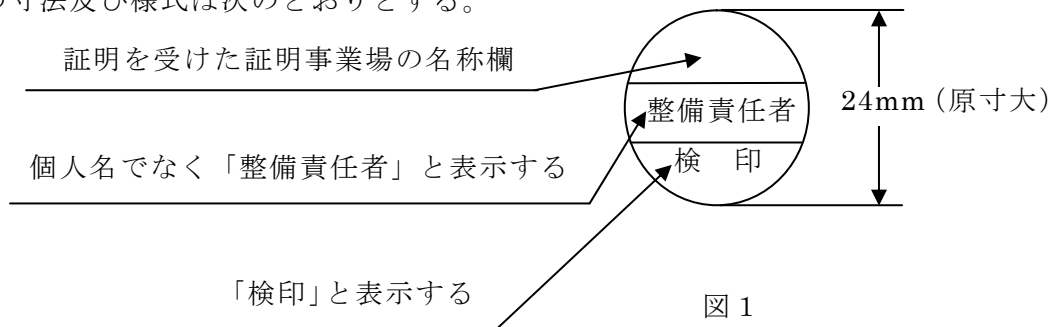 の寸法及び様式は次のとおりとする。
証明を受けた証明事業場の名称欄
整備責任者
24mm（原寸大）
個人名でなく「整備責任者」と表示する
検　印
「検印」と表示する
図1